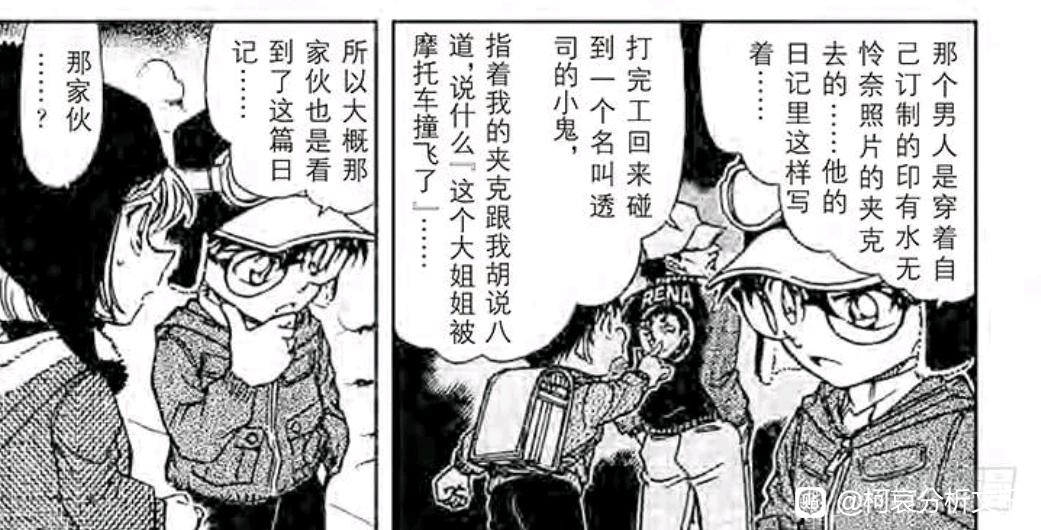 那个男人是穿着自
己订制的印有水无
怜奈照片的夹克
去的……他的
日记里这样写
着……
打完工回来碰
到一个名叫透
司的小鬼，
指着我的夹克跟我胡说八
道，说什么『这个大姐姐被
摩托车撞飞了』……
RENA
所以大概那
家伙也是看
到了这篇日
记……
那家伙
……？
@柯哀分析文